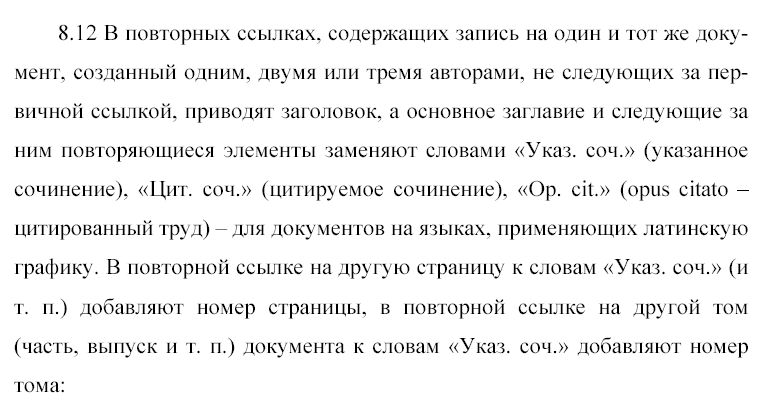 8.12 В повторных ссылках, содержащих запись на один и тот же доку-
мент, созданный одним, двумя или тремя авторами, не следующих за пер-
вичной ссылкой, приводят заголовок, а основное заглавие и следующие за
ним повторяющиеся элементы заменяют словами «Указ. соч.» (указанное
сочинение), «Цит. соч.» (цитируемое сочинение), «Op. cit.» (opus citato –
цитированный труд) – для документов на языках, применяющих латинскую
графику. В повторной ссылке на другую страницу к словам «Указ. соч.» (и
т. п.) добавляют номер страницы, в повторной ссылке на другой том
(часть, выпуск и т. п.) документа к словам «Указ. соч.» добавляют номер
тома: